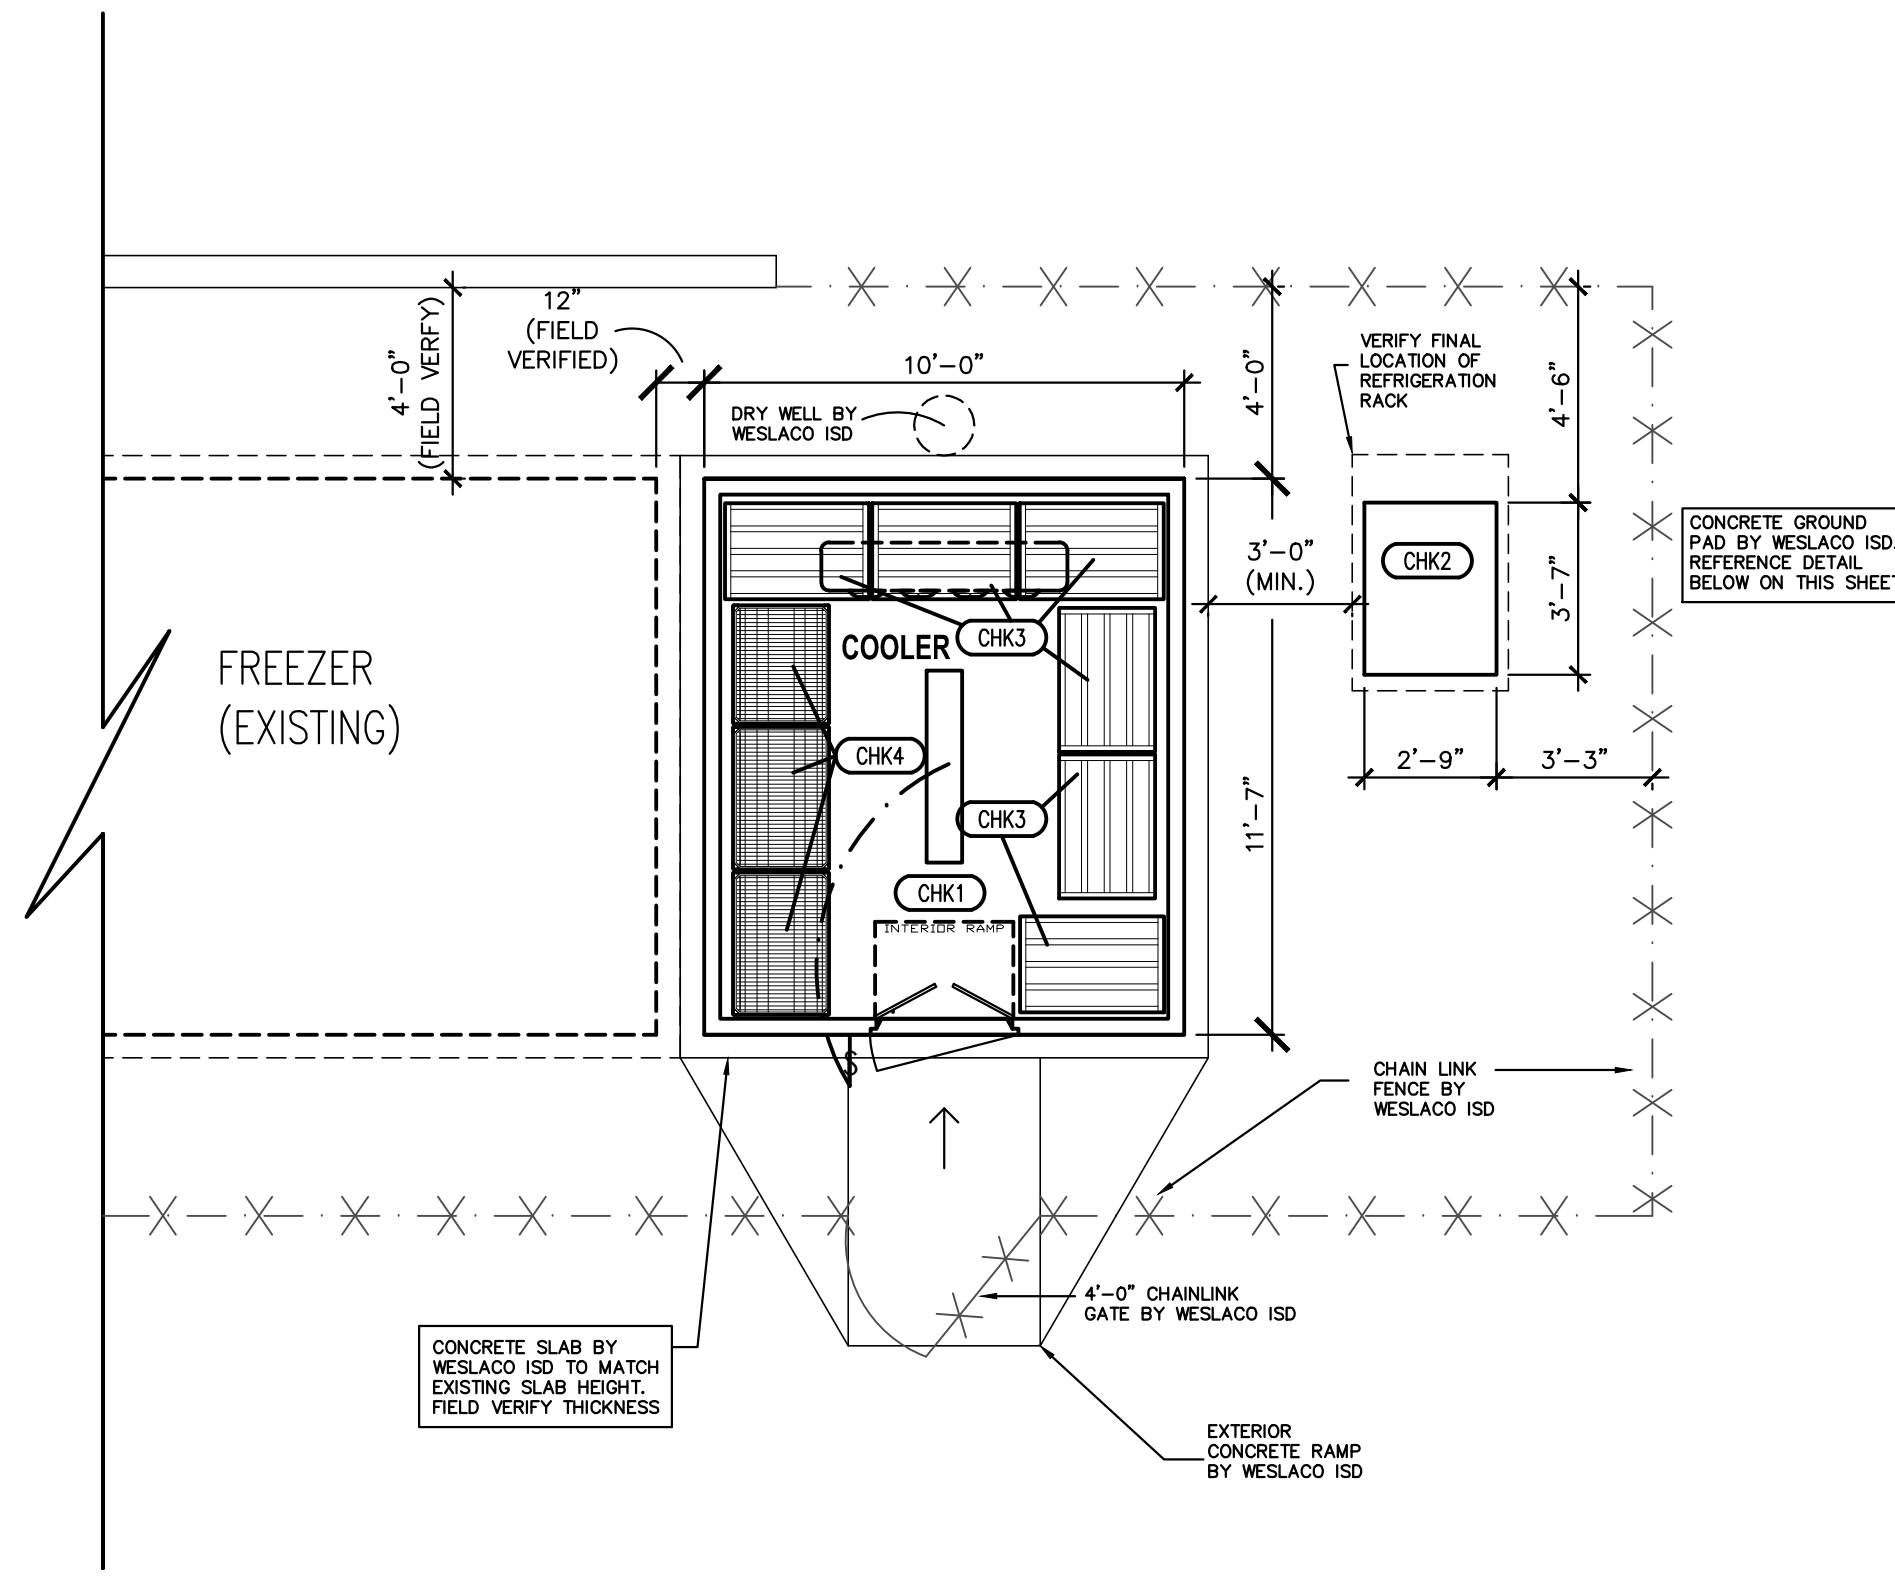 12"
(FIELD
VERIFIED)
4'-0"
(FIELD VERFY)
10'-0"
4'-0"
VERIFY FINAL
LOCATION OF
REFRIGERATION
RACK
4'-6"
DRY WELL BY
WESLACO ISD
3'-0"
(MIN.)
CHK2
3'-7"
CONCRETE GROUND
PAD BY WESLACO ISD.
REFERENCE DETAIL
BELOW ON THIS SHEET
FREEZER
(EXISTING)
COOLER
CHK3
CHK4
CHK3
CHK1
INTERIOR RAMP
2'-9"
3'-3"
11'-7"
S
CHAIN LINK
FENCE BY
WESLACO ISD
4'-0" CHAINLINK
GATE BY WESLACO ISD
CONCRETE SLAB BY
WESLACO ISD TO MATCH
EXISTING SLAB HEIGHT.
FIELD VERIFY THICKNESS
EXTERIOR
CONCRETE RAMP
BY WESLACO ISD